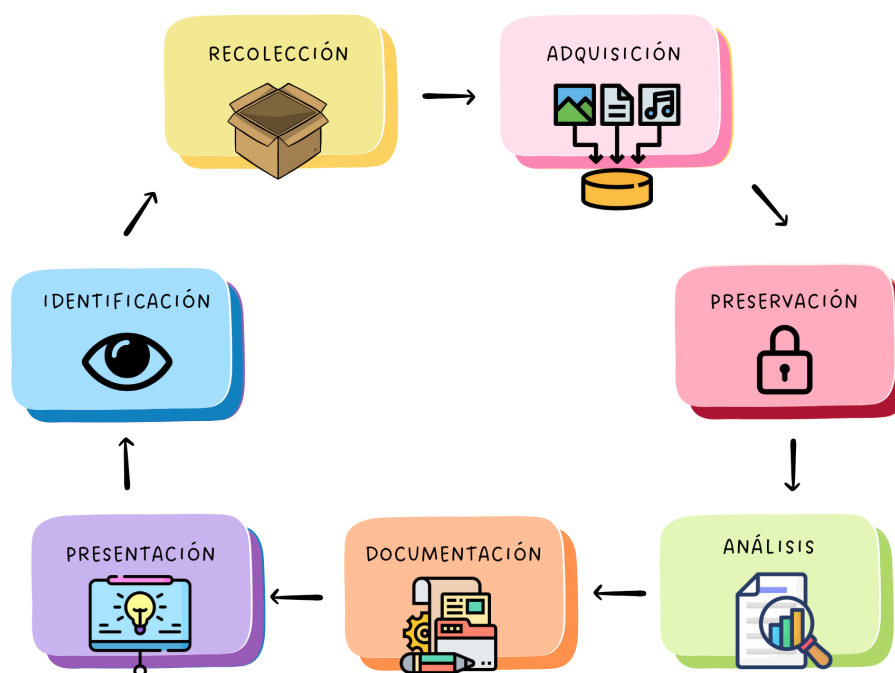 RECOLECCIÓN
ADQUISICIÓN
IDENTIFICACIÓN
PRESERVACIÓN
PRESENTACIÓN
DOCUMENTACIÓN
ANÁLISIS